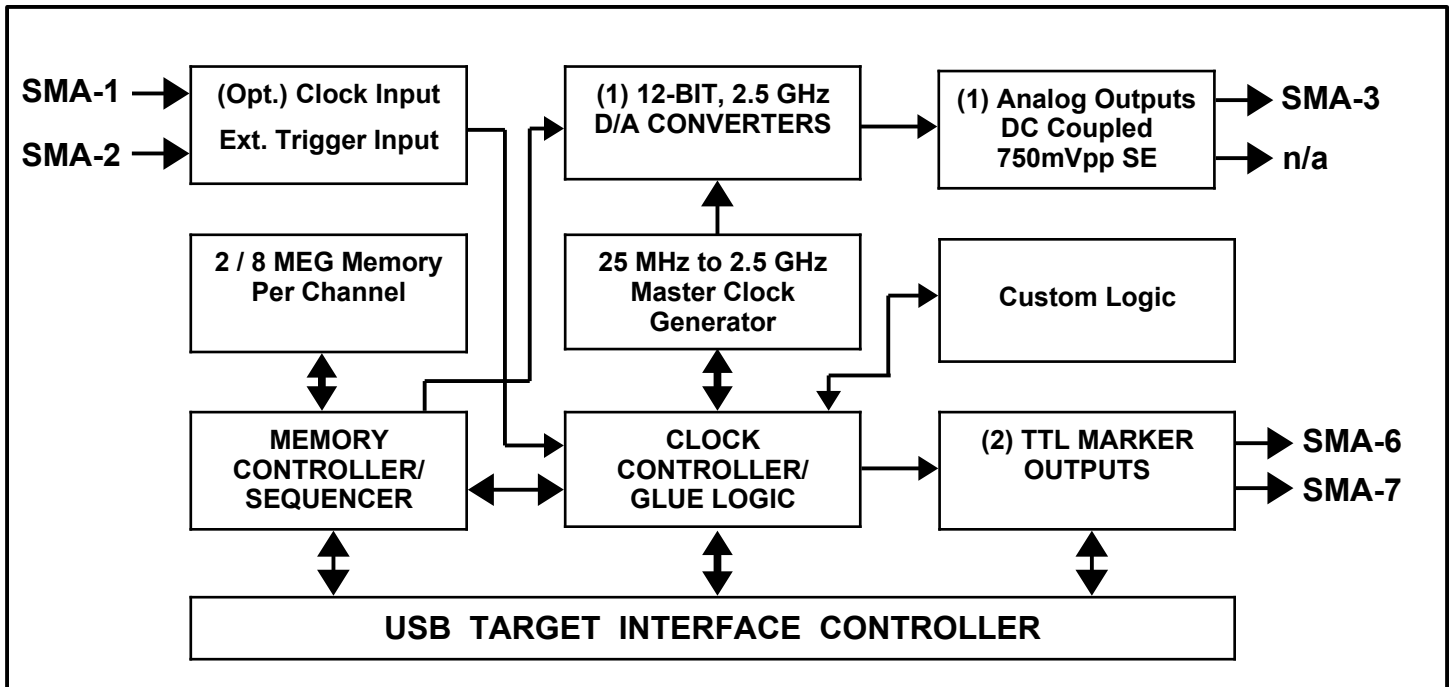 SMA-1
SMA-2
(Opt.) Clock Input
Ext. Trigger Input
(1) 12-BIT, 2.5 GHz
D/A CONVERTERS
(1) Analog Outputs
DC Coupled
750mVpp SE
SMA-3
n/a
2 / 8 MEG Memory
Per Channel
25 MHz to 2.5 GHz
Master Clock
Generator
Custom Logic
MEMORY
CONTROLLER/
SEQUENCER
CLOCK
CONTROLLER/
GLUE LOGIC
(2) TTL MARKER
OUTPUTS
SMA-6
SMA-7
USB TARGET INTERFACE CONTROLLER